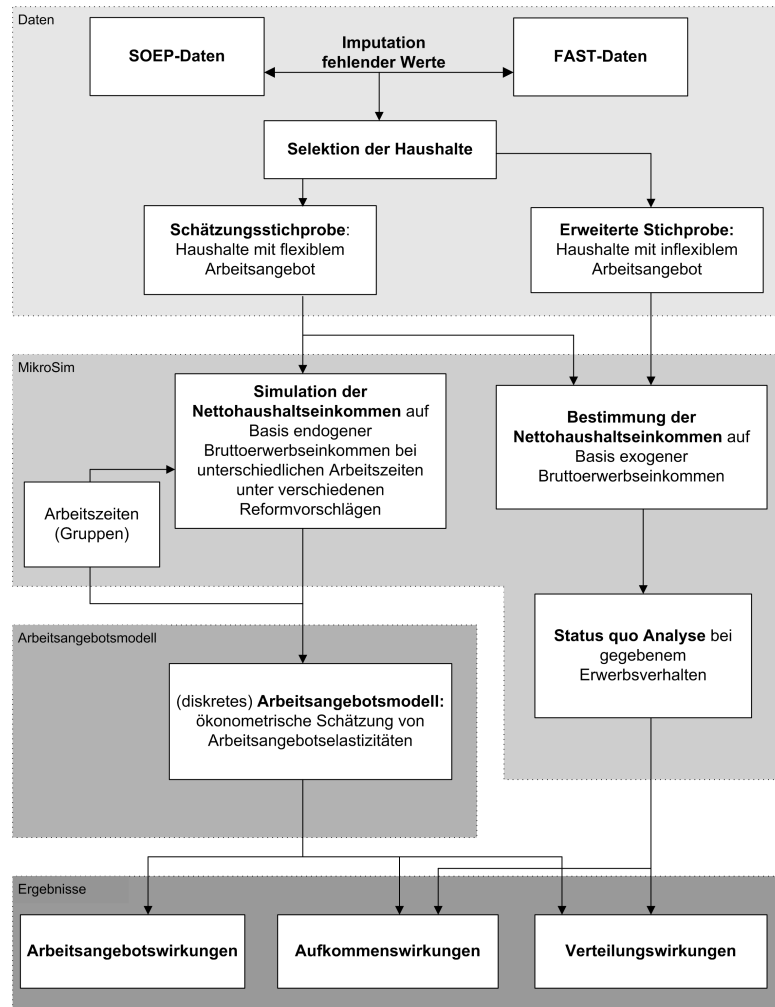 Daten
SOEP-Daten
Imputation
fehlender Werte
FAST-Daten
Selektion der Haushalte
Schätzungsstichprobe:
Haushalte mit flexiblem
Arbeitsangebot
Erweiterte Stichprobe:
Haushalte mit inflexiblem
Arbeitsangebot
MikroSim
Simulation der
Nettohaushaltseinkommen auf
Basis endogener
Bruttoerwerbseinkommen bei
unterschiedlichen Arbeitszeiten
unter verschiedenen
Reformvorschlägen
Bestimmung der
Nettohaushaltseinkommen auf
Basis exogener
Bruttoerwerbseinkommen
Arbeitszeiten
(Gruppen)
Status quo Analyse bei
gegebenem
Erwerbsverhalten
Arbeitsangebotsmodell
(diskretes) Arbeitsangebotsmodell:
ökonometrische Schätzung von
Arbeitsangebotselastizitäten
Ergebnisse
Arbeitsangebotswirkungen
Aufkommenswirkungen
Verteilungswirkungen